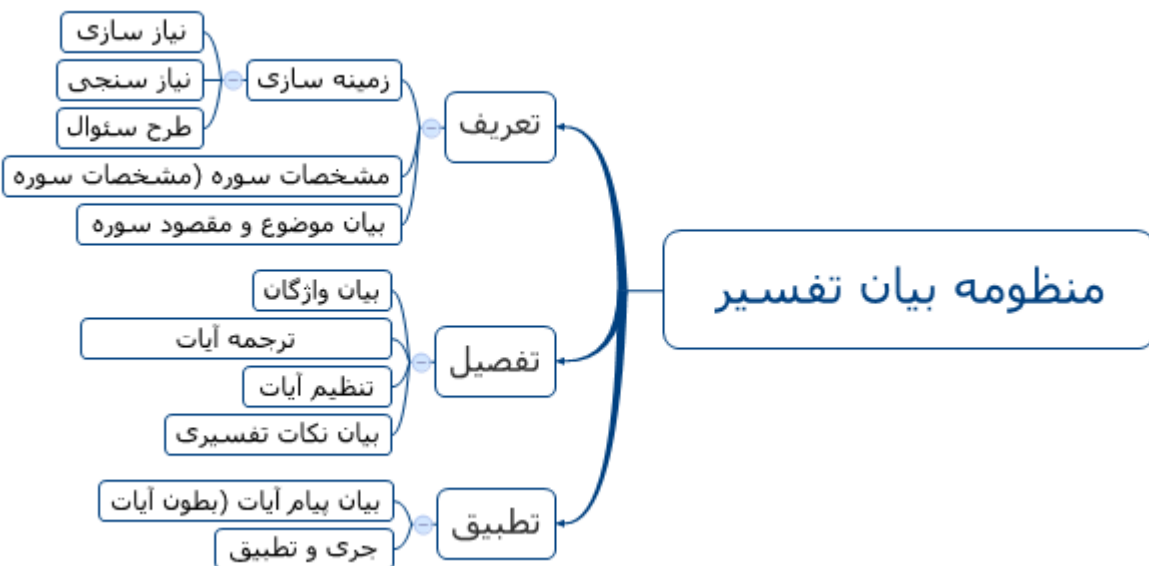 منظومه بیان تفسیر
تعریف
زمینه سازی
نیاز سازی
نیاز سنجی
طرح سئوال
مشخصات سوره (مشخصات سوره
بیان موضوع و مقصود سوره
تفصیل
بیان واژگان
ترجمه آیات
تنظیم آیات
بیان نکات تفسیری
تطبیق
بیان پیام آیات (بطون آیات
جری و تطبیق